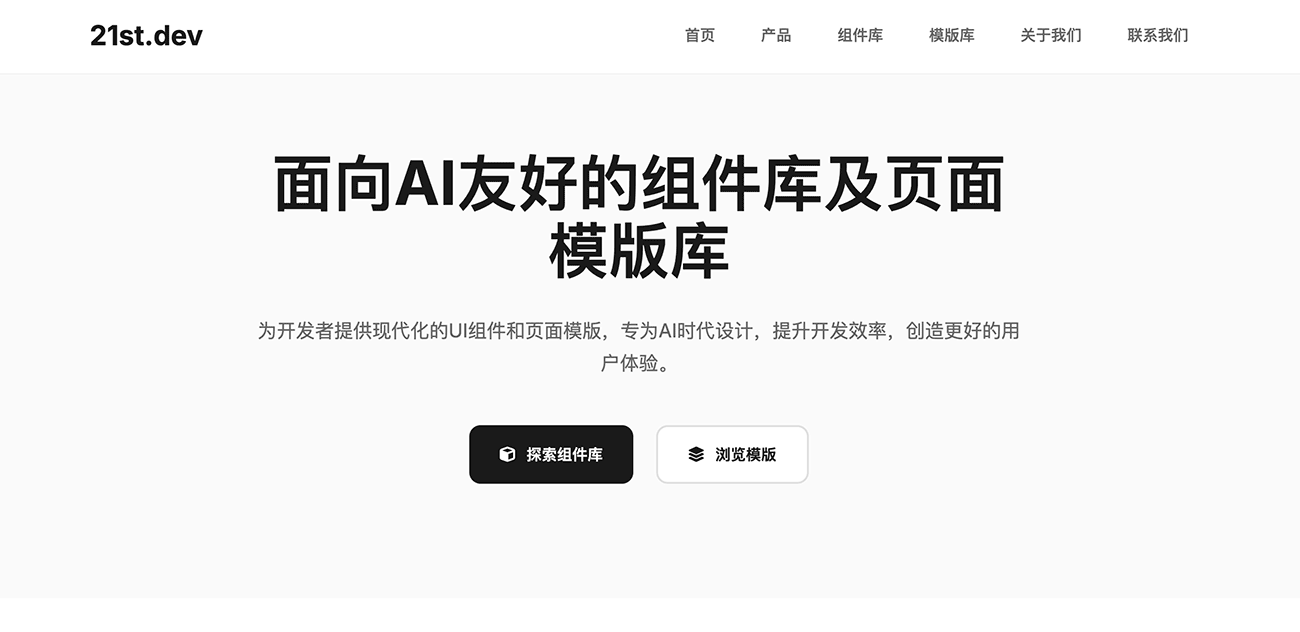 21st.dev
首页 产品 组件库 模版库 关于我们 联系我们
面向AI友好的组件库及页面
模版库
为开发者提供现代化的UI组件和页面模版，专为AI时代设计，提升开发效率，创造更好的用
户体验。
探索组件库 浏览模版